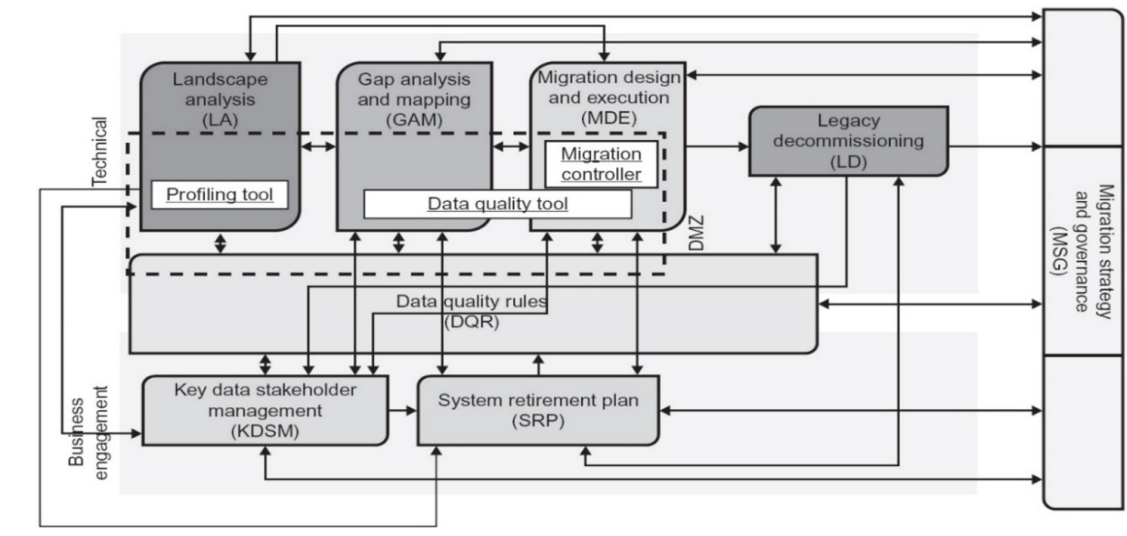 Landscape
analysis
(LA)
Gap analysis
and mapping
(GAM)
Migration design
and execution
(MDE)
Legacy
decommissioning
(LD)
Technical
Profiling tool
Migration
controller
Data quality tool
DMZ
Migration strategy
and governance
(MSG)
Data quality rules
(DQR)
Key data stakeholder
management
(KDSM)
System retirement plan
(SRP)
Business
engagement